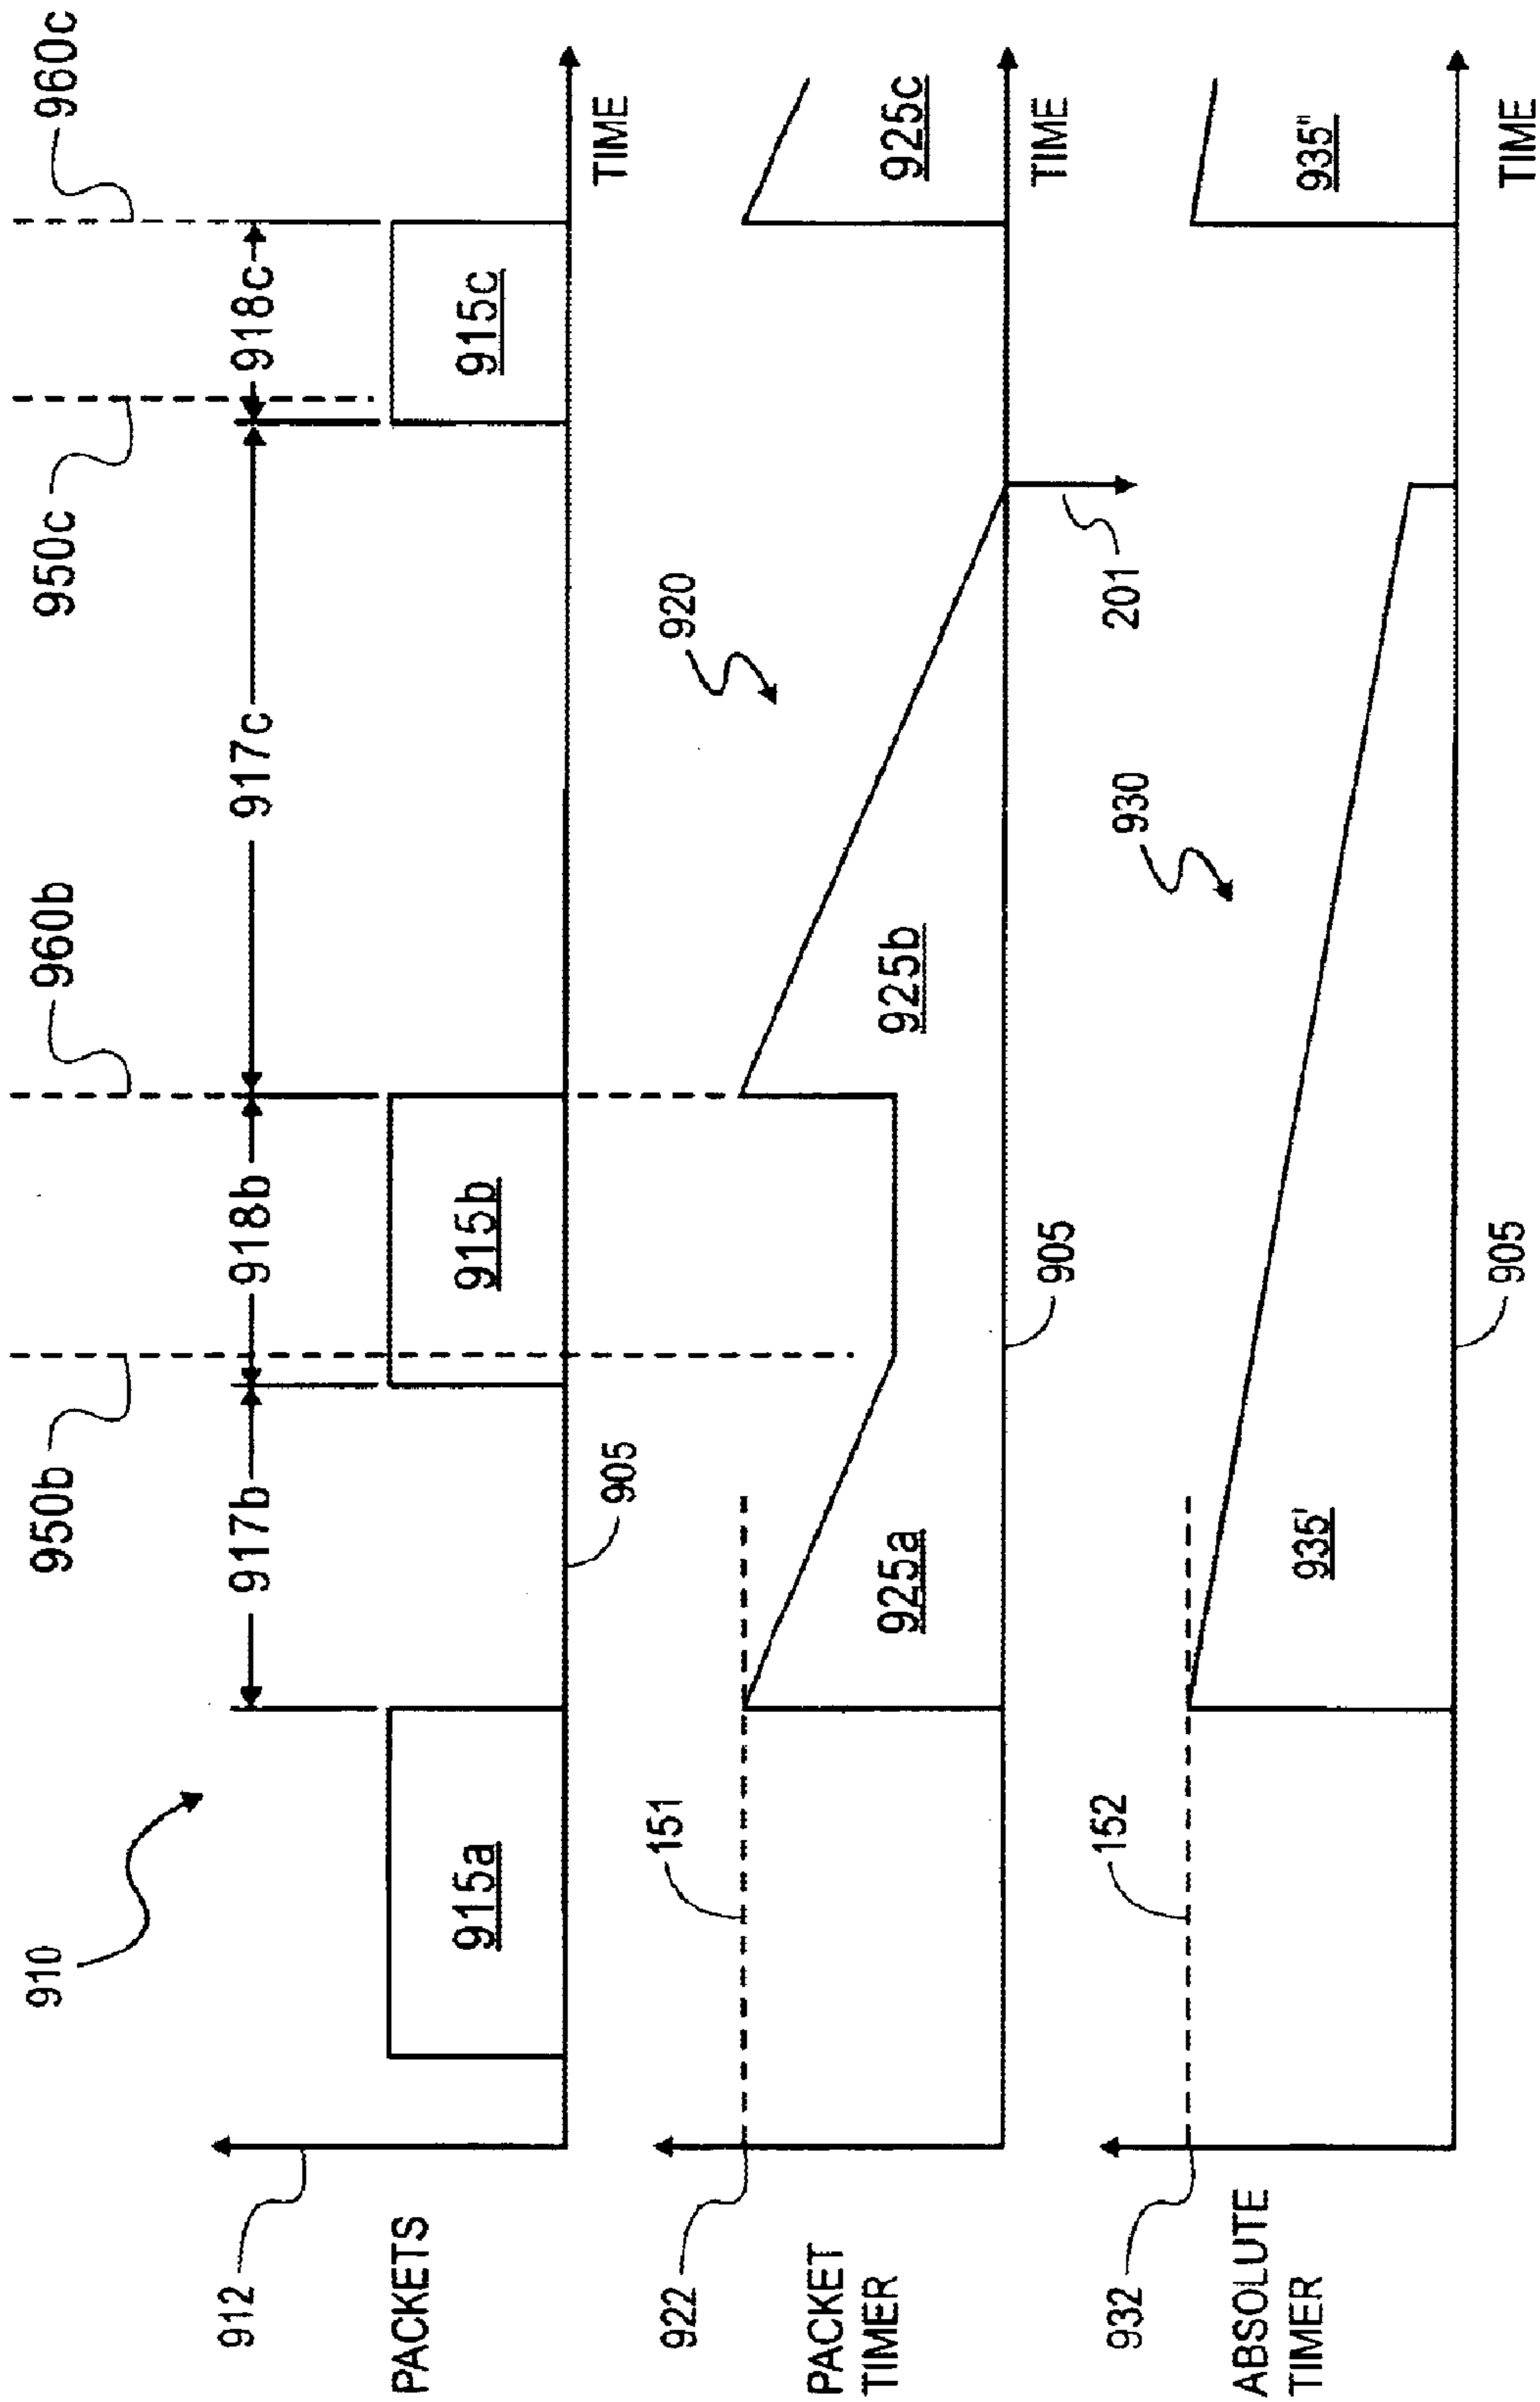 910
950b
960b
950c
960c
912
917b
918b
917c
918c
PACKETS
915a
915b
915c
905
TIME
922
151
920
PACKET
TIMER
925a
925b
925c
905
201
TIME
932
152
930
ABSOLUTE
TIMER
935'
935"
905
TIME